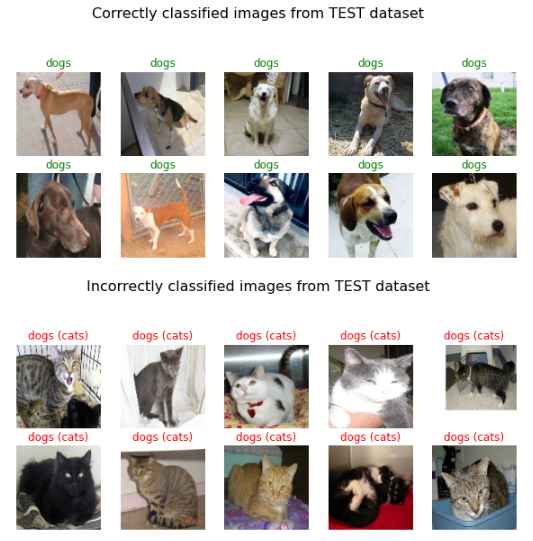 Correctly classified images from TEST dataset
dogs dogs dogs dogs dogs
dogs dogs dogs dogs dogs
Incorrectly classified images from TEST dataset
dogs (cats) dogs (cats) dogs (cats) dogs (cats) dogs (cats)
dogs (cats) dogs (cats) dogs (cats) dogs (cats) dogs (cats)